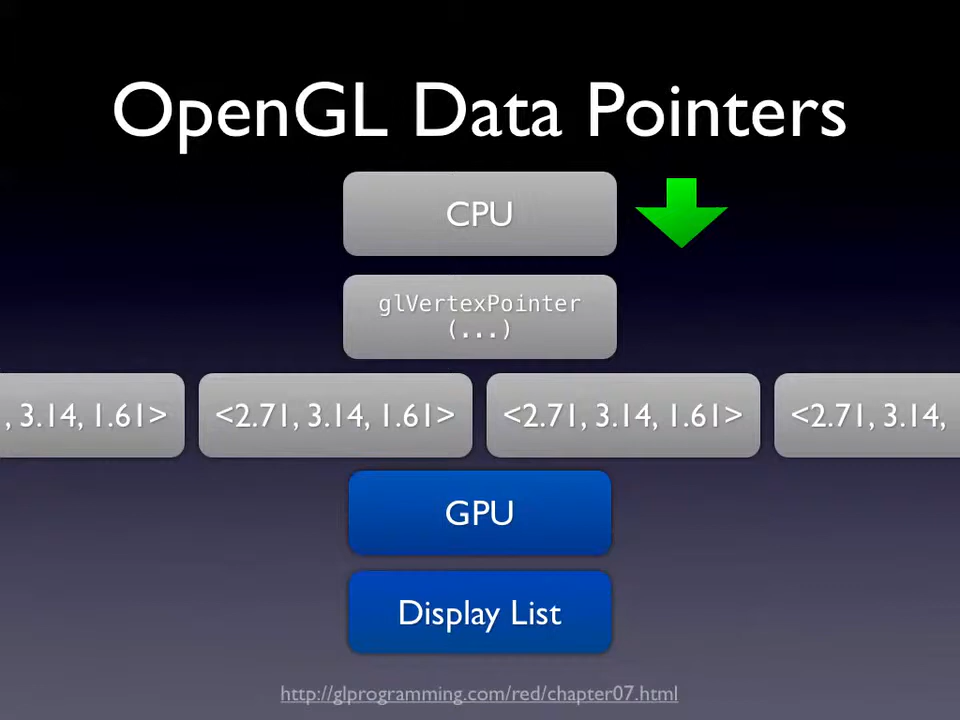 OpenGL Data Pointers
CPU
glVertexPointer
(...)
, 3.14, 1.61> <2.71, 3.14, 1.61> <2.71, 3.14, 1.61> <2.71, 3.14,
GPU
Display List
http://glprogramming.com/red/chapter07.html